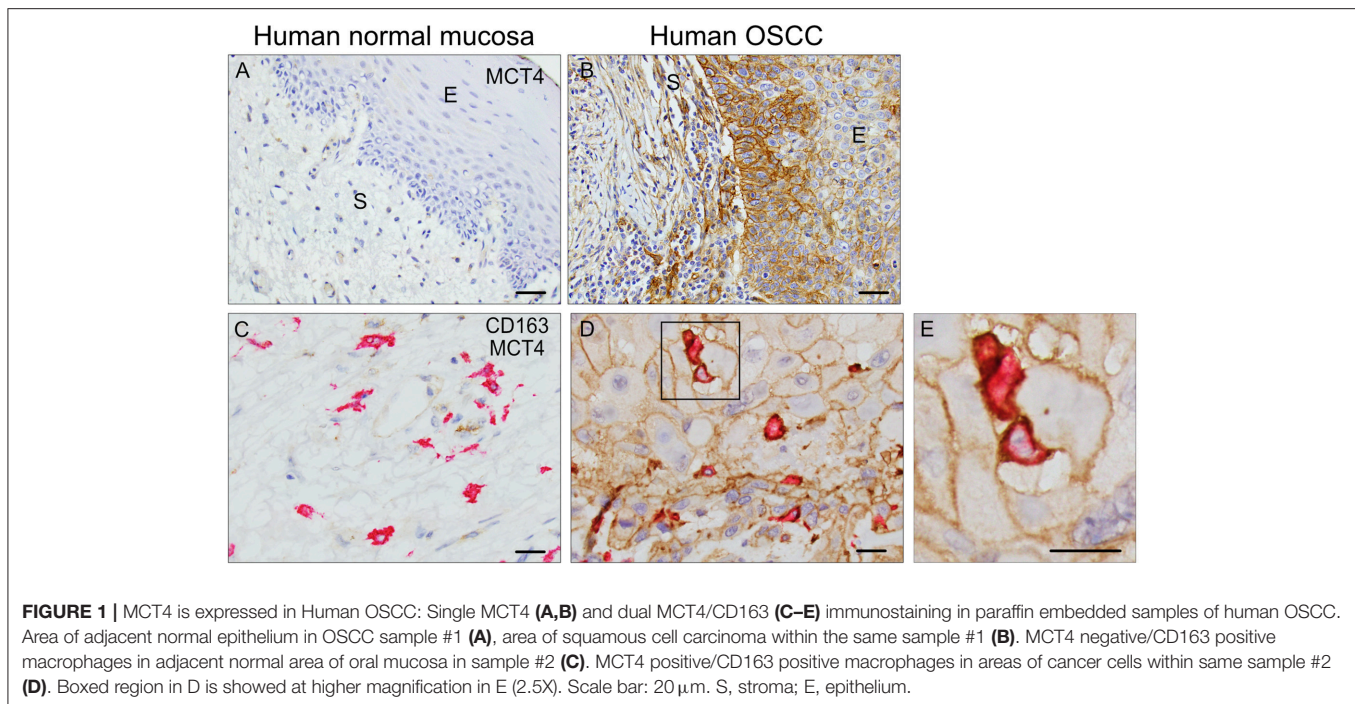 Human normal mucosa Human OSCC
A MCT4 E S
B S E
C CD163
MCT4
D
E
FIGURE 1 | MCT4 is expressed in Human OSCC: Single MCT4 (A,B) and dual MCT4/CD163 (C–E) immunostaining in paraffin embedded samples of human OSCC.
Area of adjacent normal epithelium in OSCC sample #1 (A), area of squamous cell carcinoma within the same sample #1 (B). MCT4 negative/CD163 positive
macrophages in adjacent normal area of oral mucosa in sample #2 (C). MCT4 positive/CD163 positive macrophages in areas of cancer cells within same sample #2
(D). Boxed region in D is showed at higher magnification in E (2.5X). Scale bar: 20 μm. S, stroma; E, epithelium.